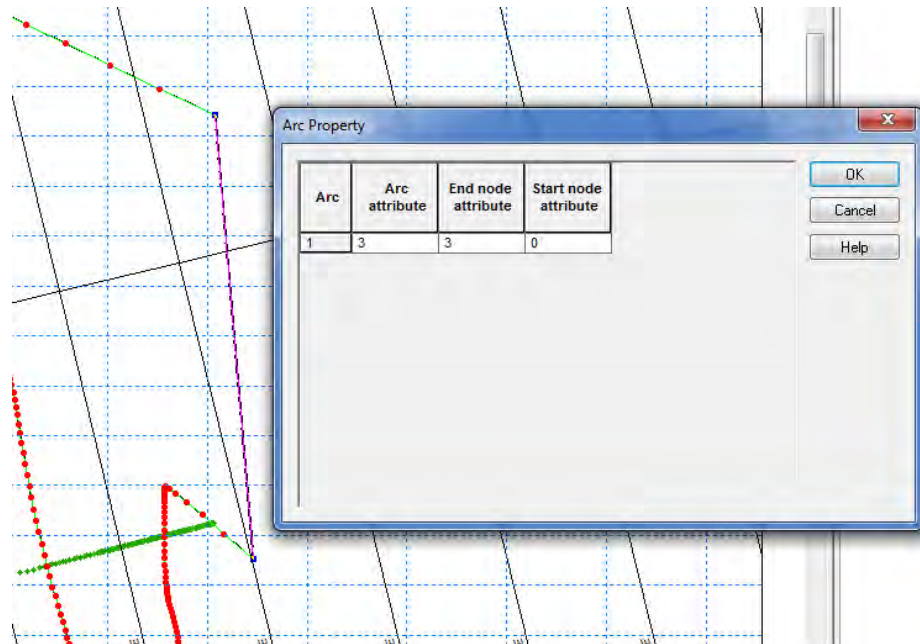 Arc Property
Arc
Arc attribute
End node attribute
Start node attribute
1 3 3 0
OK
Cancel
Help